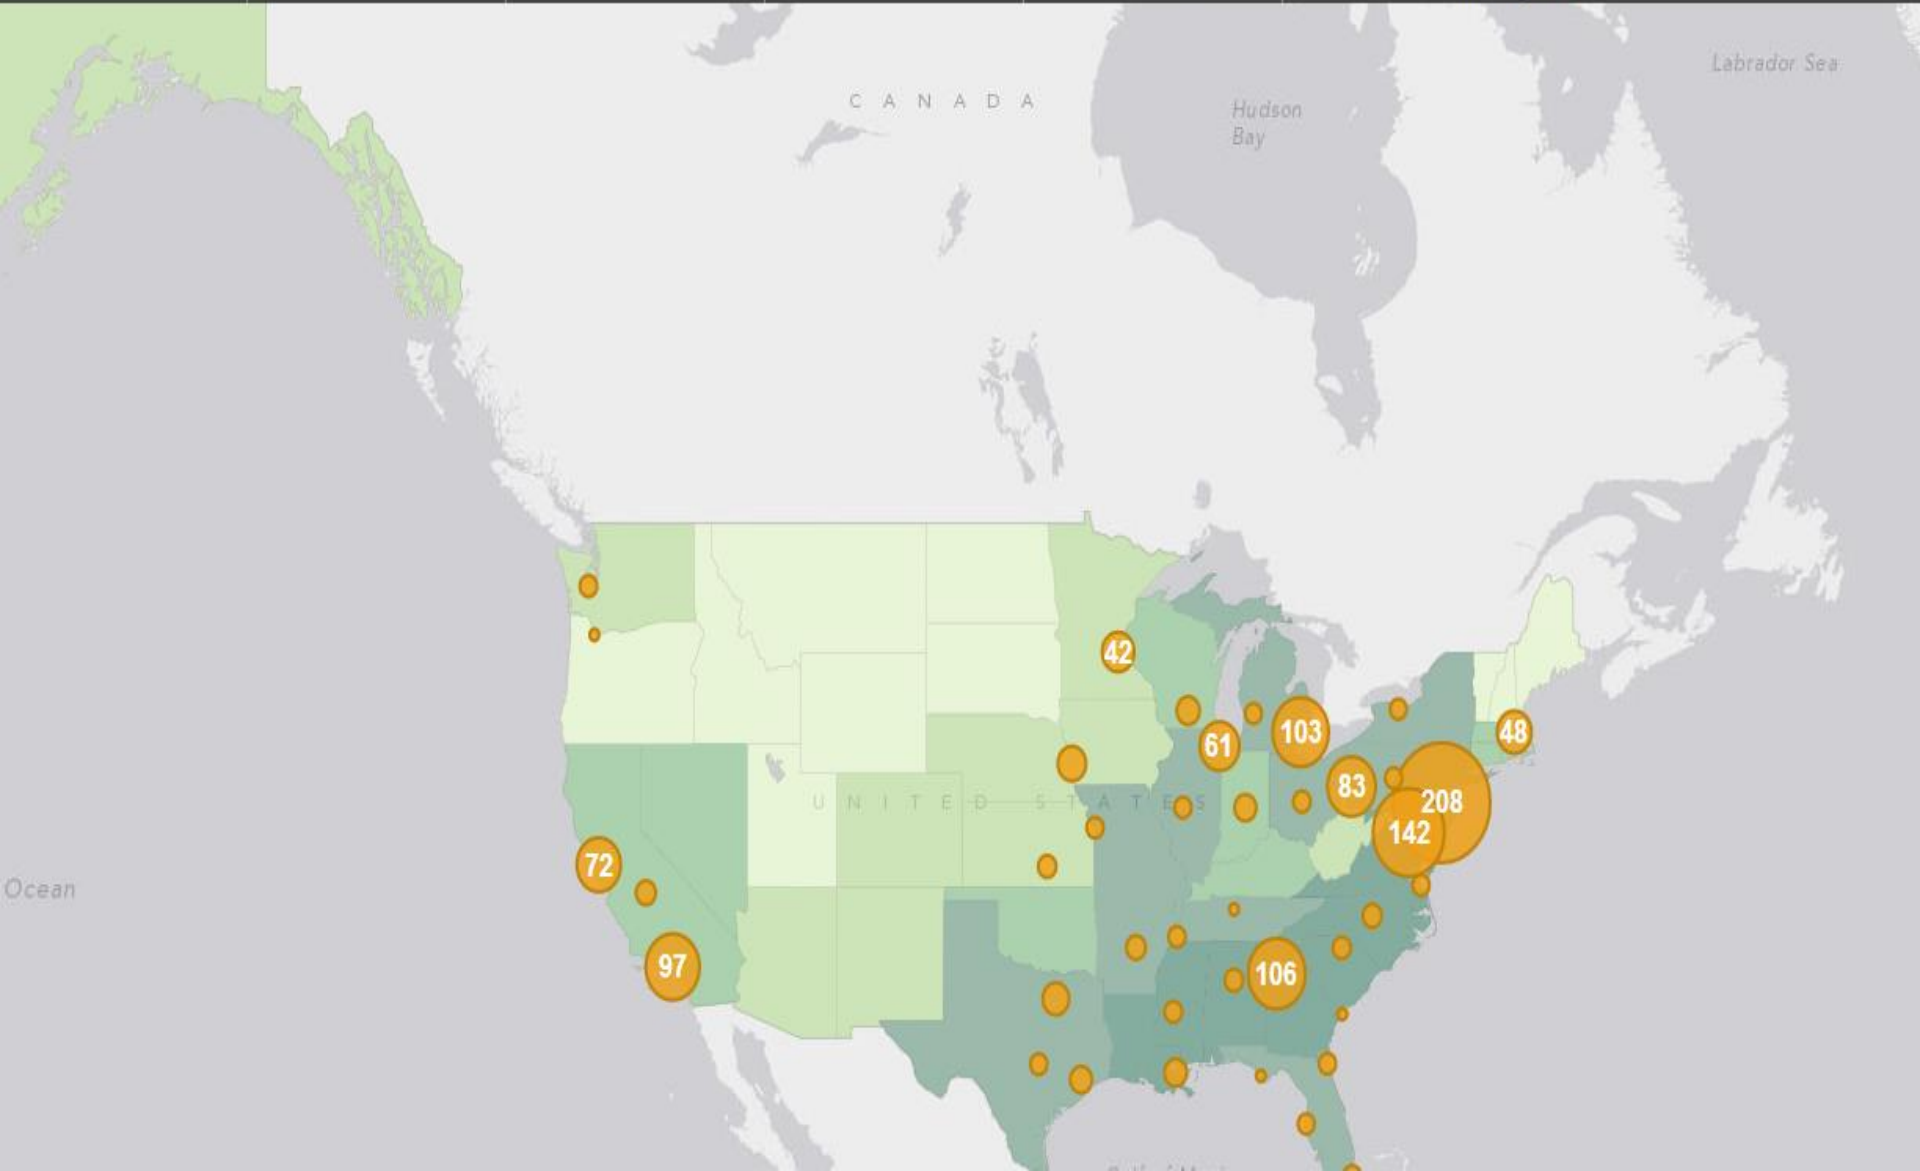 Labrador Sea
CANADA
Hudson
Bay
42
48
103
61
83
208
UNITED STATES
142
72
Ocean
97
106